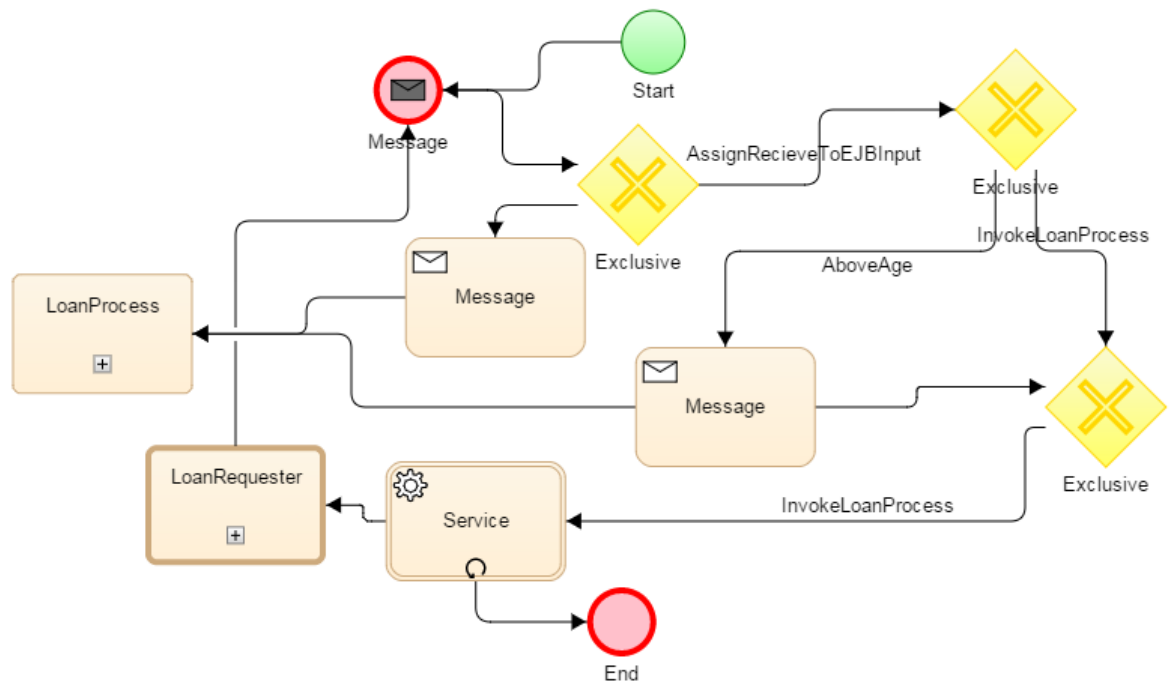 Start
Message
AssignRecieveToEJBInput
Exclusive
InvokeLoanProcess
Exclusive
AboveAge
Message
LoanProcess
Message
LoanRequester
Exclusive
InvokeLoanProcess
Service
End